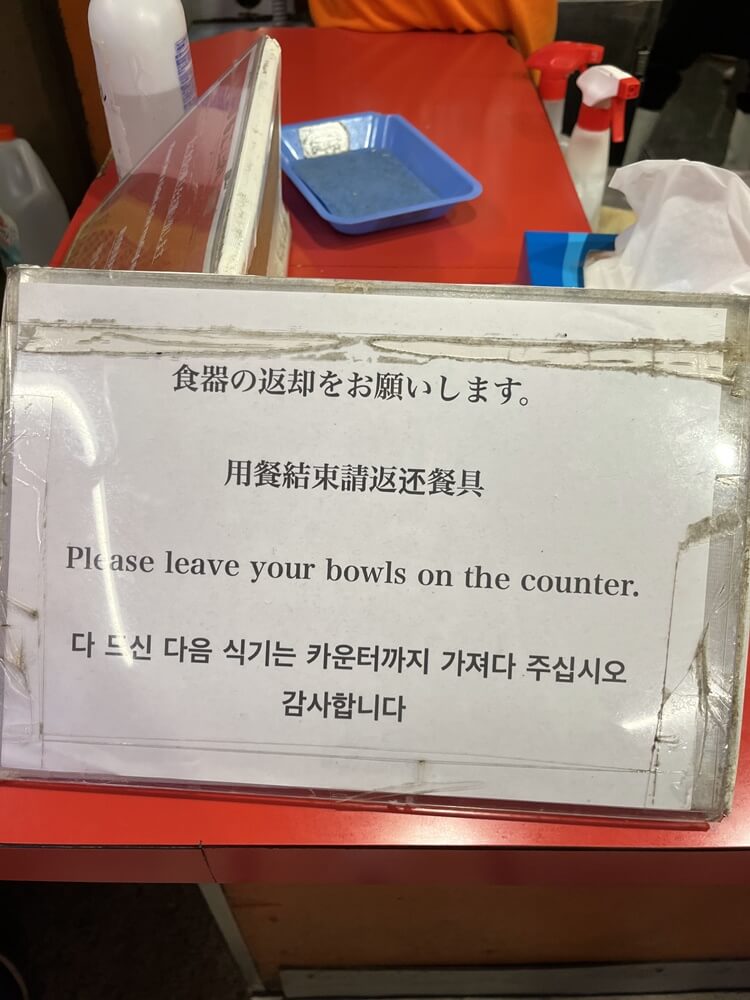 食器の返却をお願いします。
用餐結束請返还餐具
Please leave your bowls on the counter.
다 드신 다음 식기는 카운터까지 가져다 주십시오
감사합니다